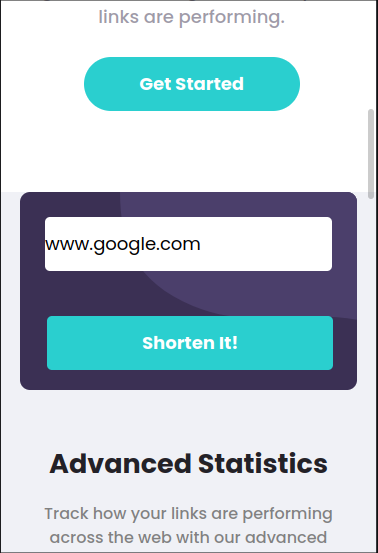 links are performing.
Get Started
www.google.com
Shorten It!
Advanced Statistics
Track how your links are performing
across the web with our advanced